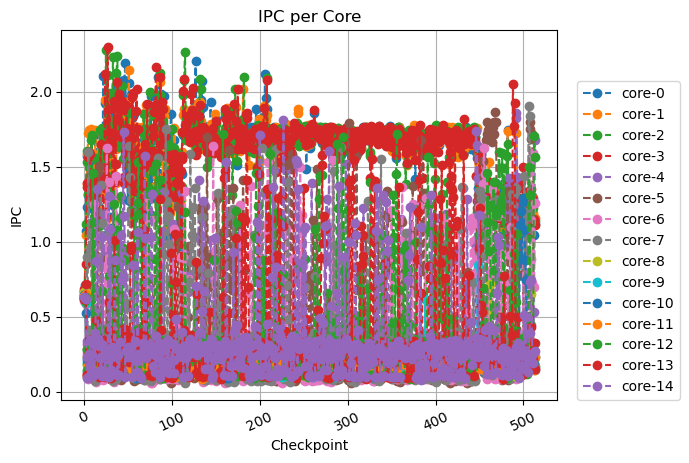 IPC per Core
IPC
2.0
1.5
1.0
0.5
0.0
0
100
200
300
400
500
Checkpoint
core-0
core-1
core-2
core-3
core-4
core-5
core-6
core-7
core-8
core-9
core-10
core-11
core-12
core-13
core-14